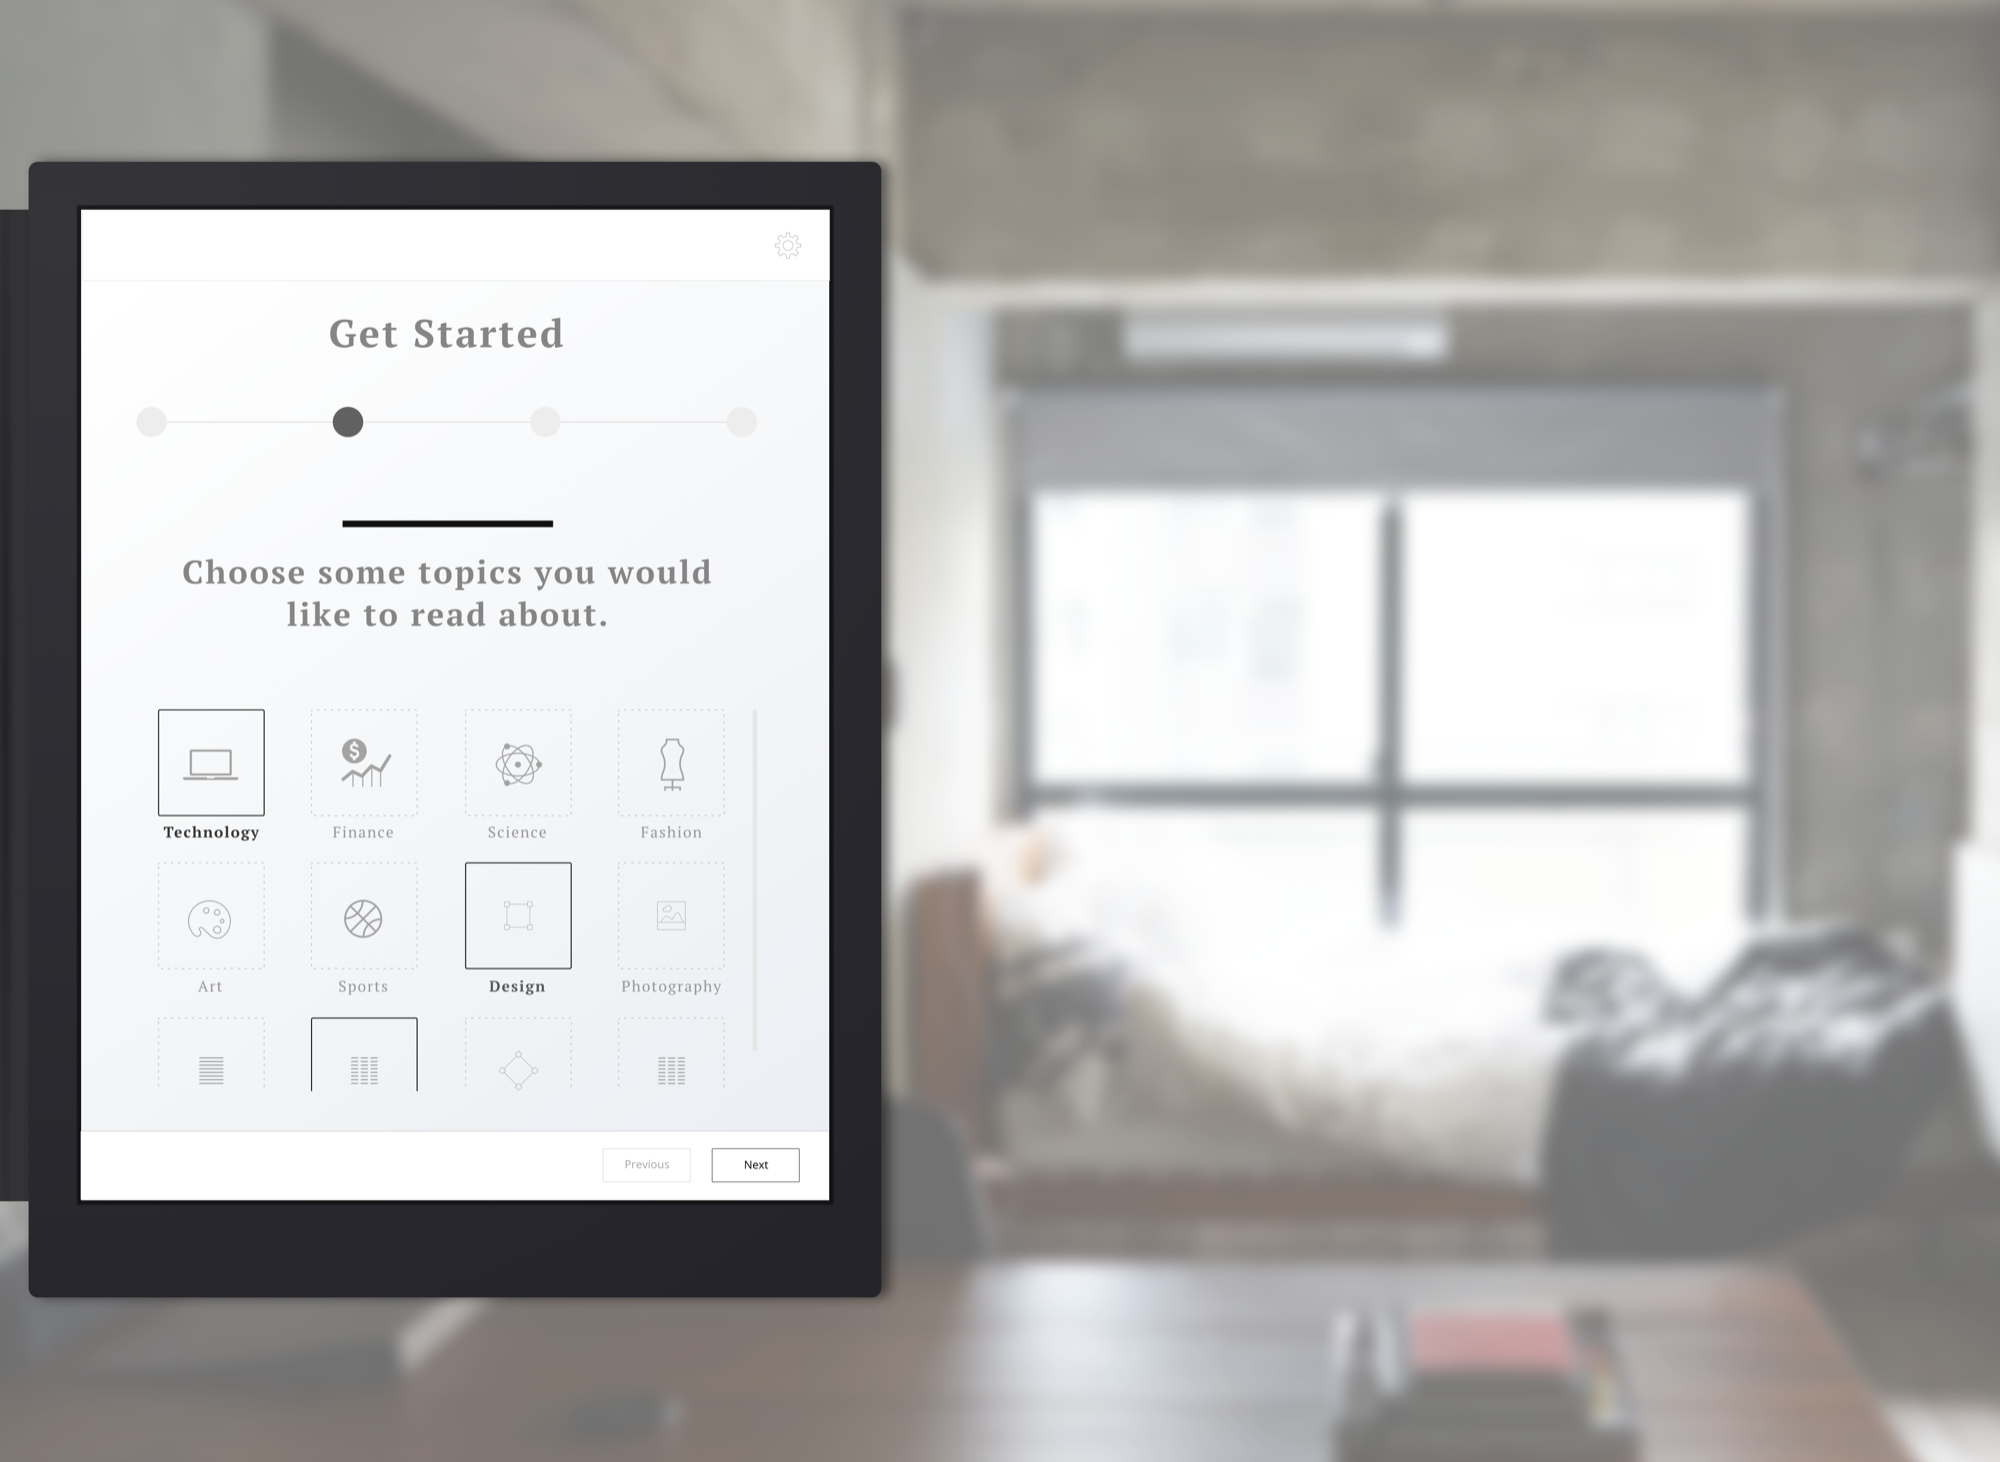 Get Started
Choose some topics you would
like to read about.
Technology
Finance
Science
Fashion
Art
Sports
Design
Photography
Previous
Next